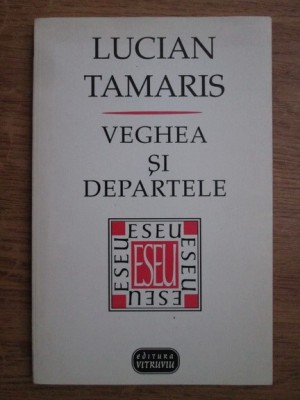 LUCIAN
TAMARIS
VEGHEA
ȘI
DEPARTELE
ESEU
ESEU
ESEU
ESEU
ESEU
editura
VITRUVIU